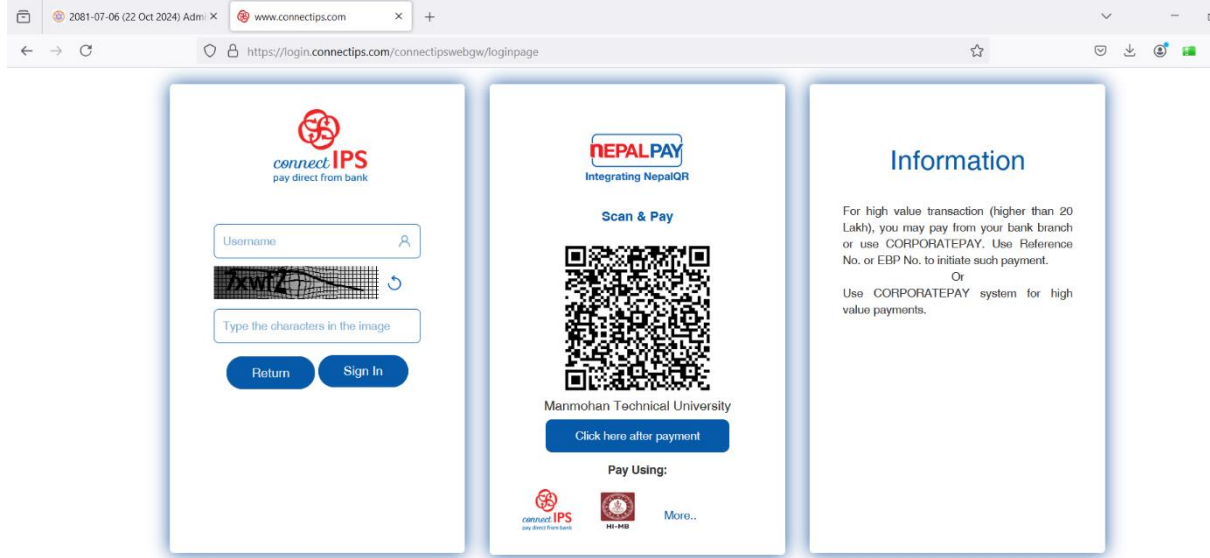 2081-07-06 (22 Oct 2024) Admi
www.connectips.com
https://login.connectips.com/connectipswebgw/loginpage
connect IPS
pay direct from bank
Username
Type the characters in the image
Return
Sign In
NEPALPAY
Integrating NepalQR
Scan & Pay
Manmohan Technical University
Click here after payment
Pay Using:
connect IPS
pay direct from bank
HI-MB
More..
Information
For high value transaction (higher than 20
Lakh), you may pay from your bank branch
or use CORPORATEPAY. Use Reference
No. or EBP No. to initiate such payment.
Or
Use CORPORATEPAY system for high
value payments.